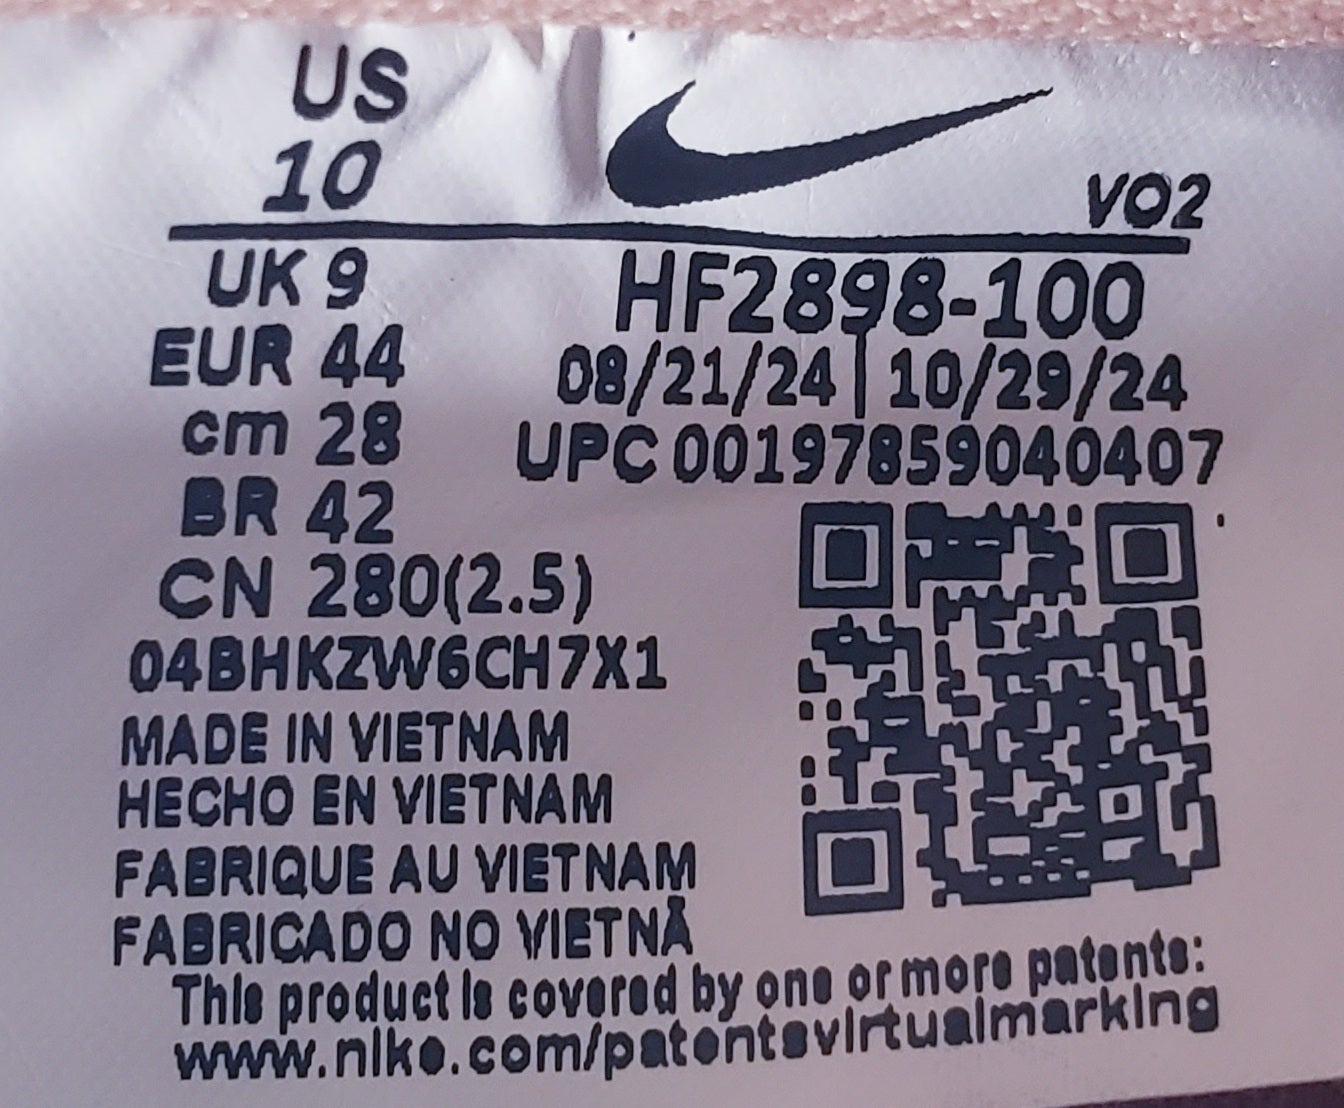 US
10
VO2
UK 9
EUR 44
cm 28
BR 42
CN 280(2.5)
HF2898-100
08/21/24 | 10/29/24
UPC 00197859040407
04BHKZW6CH7X1
MADE IN VIETNAM
HECHO EN VIETNAM
FABRIQUE AU VIETNAM
FABRICADO NO VIETNÃ
This product is covered by one or more patents:
www.nike.com/patentsvirtualmarking